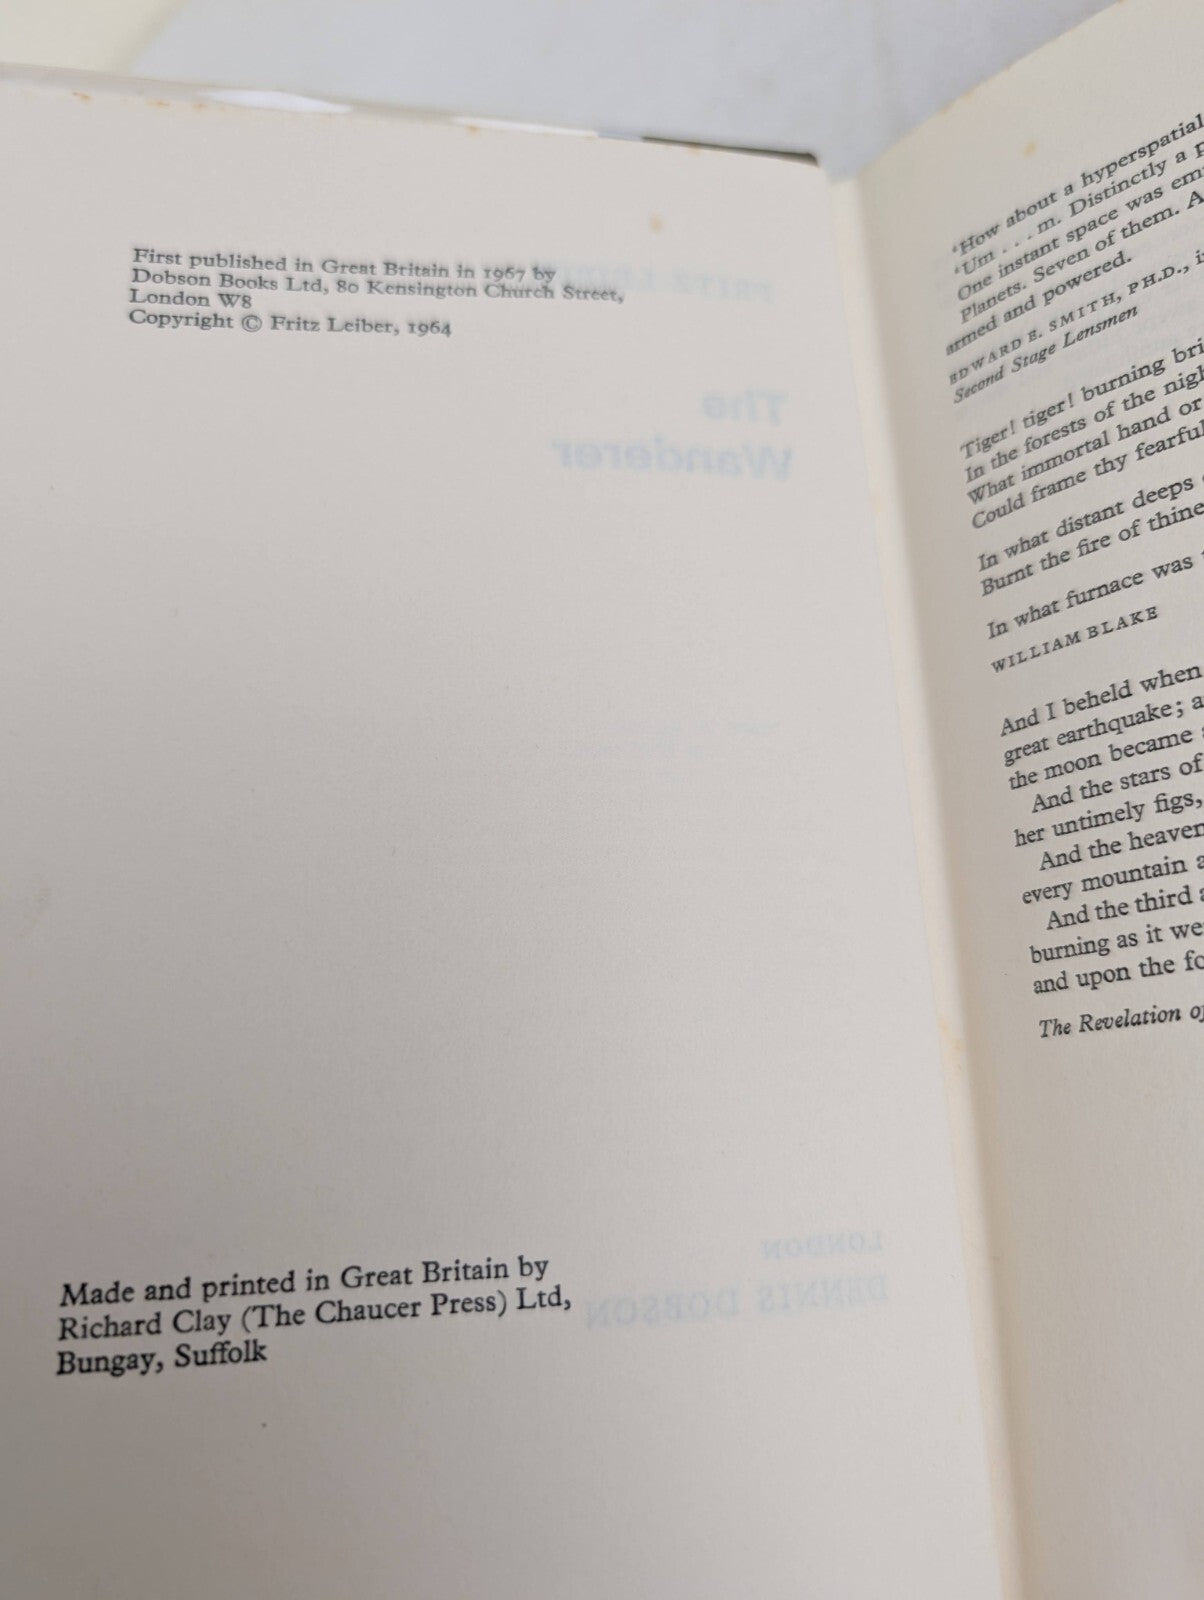 First published in Great Britain in 1967 by
Dobson Books Ltd, 80 Kensington Church Street,
London W8
Copyright © Fritz Leiber, 1964
The
Wanderer
LONDON
DENNIS DOBSON
Made and printed in Great Britain by
Richard Clay (The Chaucer Press) Ltd,
Bungay, Suffolk
'How about a hyperspatial
'Um . . . m. Distinctly a
One instant space was
Planets. Seven of them. A
armed and powered.
EDWARD E. SMITH, PH.D.,
Second Stage Lensmen
Tiger! tiger! burning
In the forests of the
What immortal hand or
Could frame thy
In what distant deeps
Burnt the fire of thine
In what furnace was
WILLIAM BLAKE
And I beheld when
great earthquake;
the moon became
And the stars of
her untimely figs,
And the
every mountain
And the third
burning as it
and upon the
The Revelation